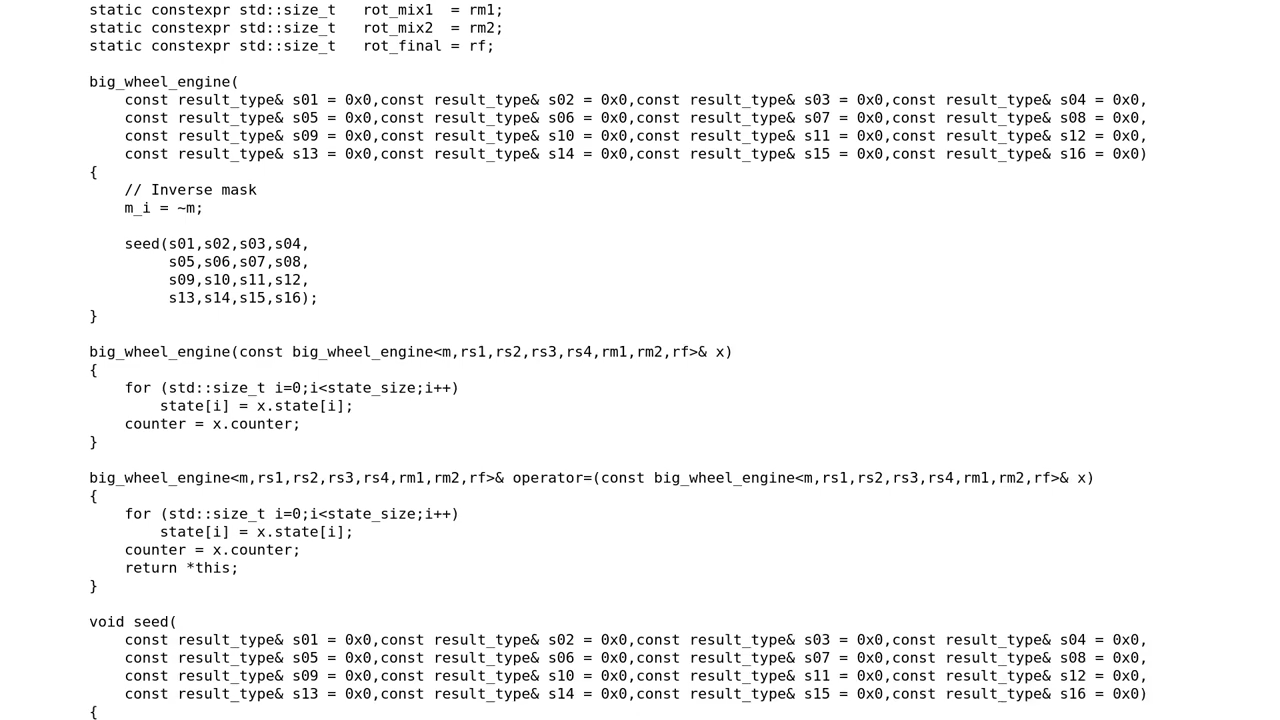 static constexpr std::size_t   rot_mix1  = rm1;
static constexpr std::size_t   rot_mix2  = rm2;
static constexpr std::size_t   rot_final = rf;

big_wheel_engine(
    const result_type& s01 = 0x0,const result_type& s02 = 0x0,const result_type& s03 = 0x0,const result_type& s04 = 0x0,
    const result_type& s05 = 0x0,const result_type& s06 = 0x0,const result_type& s07 = 0x0,const result_type& s08 = 0x0,
    const result_type& s09 = 0x0,const result_type& s10 = 0x0,const result_type& s11 = 0x0,const result_type& s12 = 0x0,
    const result_type& s13 = 0x0,const result_type& s14 = 0x0,const result_type& s15 = 0x0,const result_type& s16 = 0x0)
{
    // Inverse mask
    m_i = ~m;

    seed(s01,s02,s03,s04,
         s05,s06,s07,s08,
         s09,s10,s11,s12,
         s13,s14,s15,s16);
}

big_wheel_engine(const big_wheel_engine<m,rs1,rs2,rs3,rs4,rm1,rm2,rf>& x)
{
    for (std::size_t i=0;i<state_size;i++)
        state[i] = x.state[i];
    counter = x.counter;
}

big_wheel_engine<m,rs1,rs2,rs3,rs4,rm1,rm2,rf>& operator=(const big_wheel_engine<m,rs1,rs2,rs3,rs4,rm1,rm2,rf>& x)
{
    for (std::size_t i=0;i<state_size;i++)
        state[i] = x.state[i];
    counter = x.counter;
    return *this;
}

void seed(
    const result_type& s01 = 0x0,const result_type& s02 = 0x0,const result_type& s03 = 0x0,const result_type& s04 = 0x0,
    const result_type& s05 = 0x0,const result_type& s06 = 0x0,const result_type& s07 = 0x0,const result_type& s08 = 0x0,
    const result_type& s09 = 0x0,const result_type& s10 = 0x0,const result_type& s11 = 0x0,const result_type& s12 = 0x0,
    const result_type& s13 = 0x0,const result_type& s14 = 0x0,const result_type& s15 = 0x0,const result_type& s16 = 0x0)
{